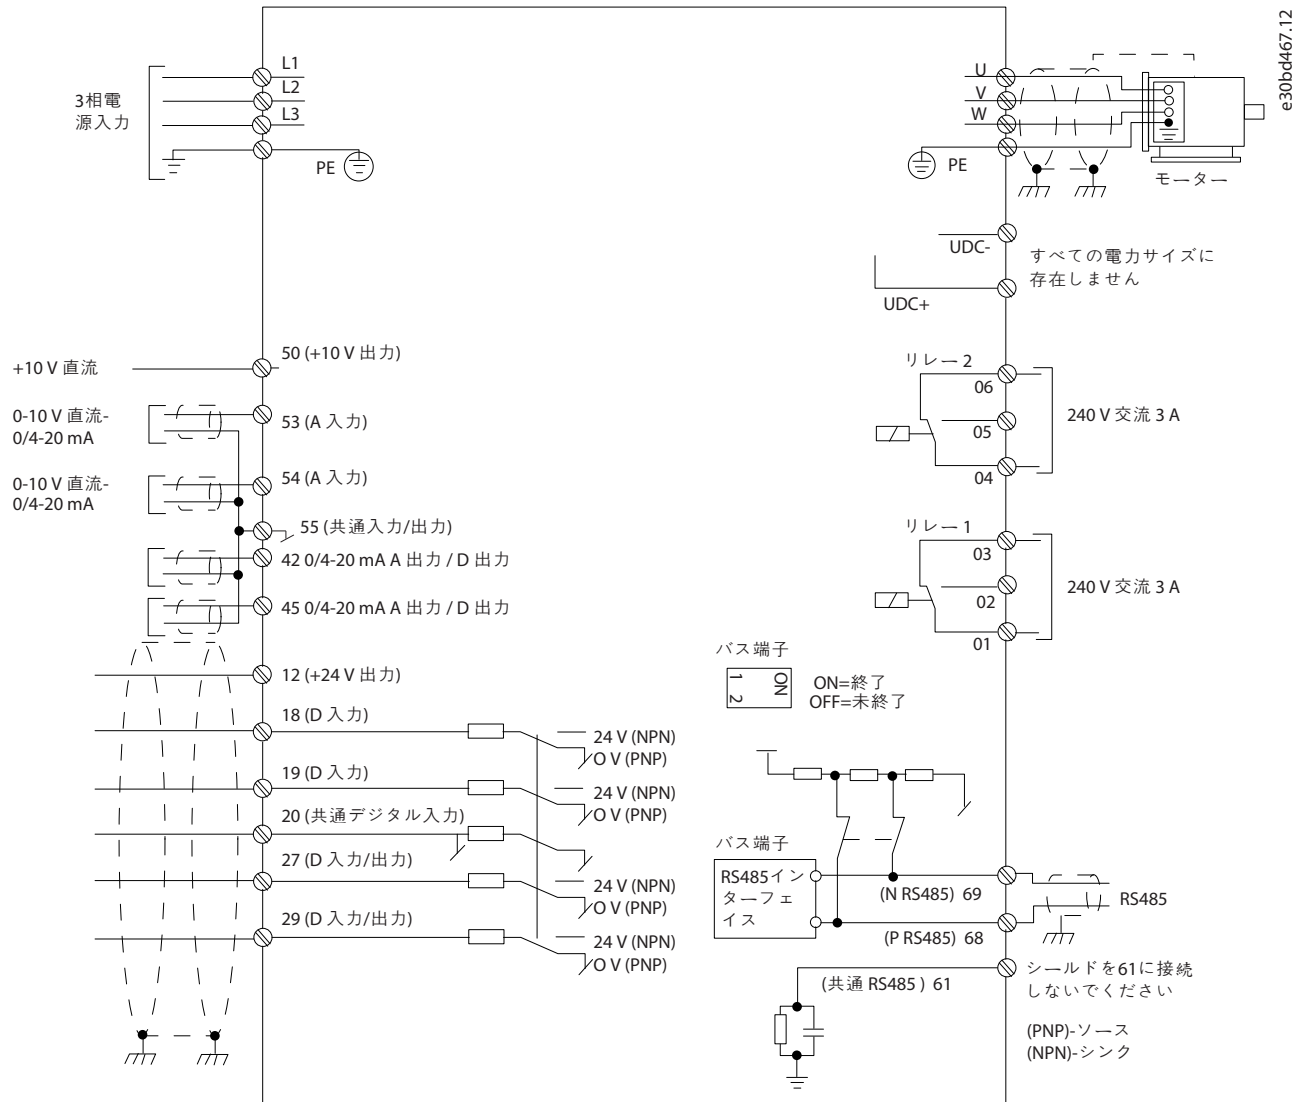 e30bd467.12
3相電
源入力
L1
L2
L3
PE
U
V
W
PE
モーター
UDC-
UDC+
すべての電力サイズに
存在しません
+10 V 直流
50 (+10 V 出力)
0-10 V 直流-
0/4-20 mA
53 (A 入力)
0-10 V 直流-
0/4-20 mA
54 (A 入力)
55 (共通入力/出力)
42 0/4-20 mA A 出力 / D 出力
45 0/4-20 mA A 出力 / D 出力
12 (+24 V 出力)
18 (D 入力)
24 V (NPN)
O V (PNP)
19 (D 入力)
24 V (NPN)
O V (PNP)
20 (共通デジタル入力)
27 (D 入力/出力)
24 V (NPN)
O V (PNP)
29 (D 入力/出力)
24 V (NPN)
O V (PNP)
リレー 2
06
05
04
240 V 交流 3 A
リレー 1
03
02
01
240 V 交流 3 A
バス端子
1
2
ON
ON=終了
OFF=未終了
バス端子
RS485イン
ターフェ
イス
(N RS485) 69
(P RS485) 68
RS485
(共通 RS485 ) 61
シールドを61に接続
しないでください
(PNP)-ソース
(NPN)-シンク